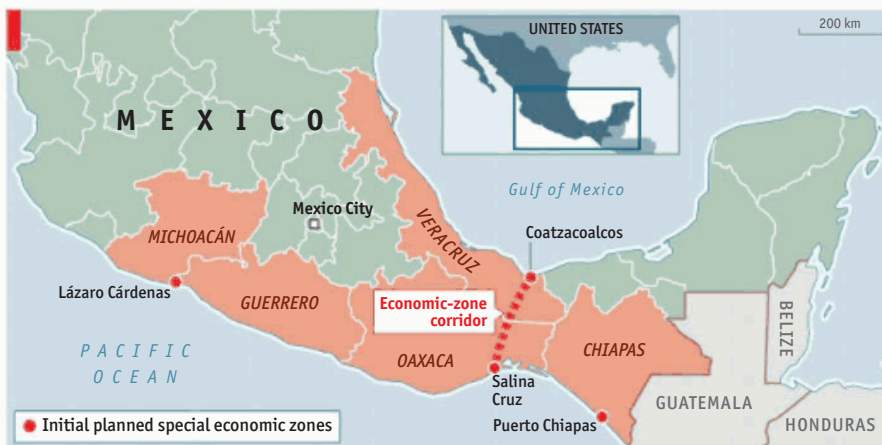 UNITED STATES
200 km
M E X I C O
Gulf of Mexico
Mexico City
VERACRUZ
Coatzacoalcos
MICHOACÁN
Lázaro Cárdenas
GUERRERO
Economic-zone
corridor
BELIZE
PACIFIC
OCEAN
OAXACA
CHIAPAS
Salina
Cruz
GUATEMALA
Puerto Chiapas
HONDURAS
Initial planned special economic zones